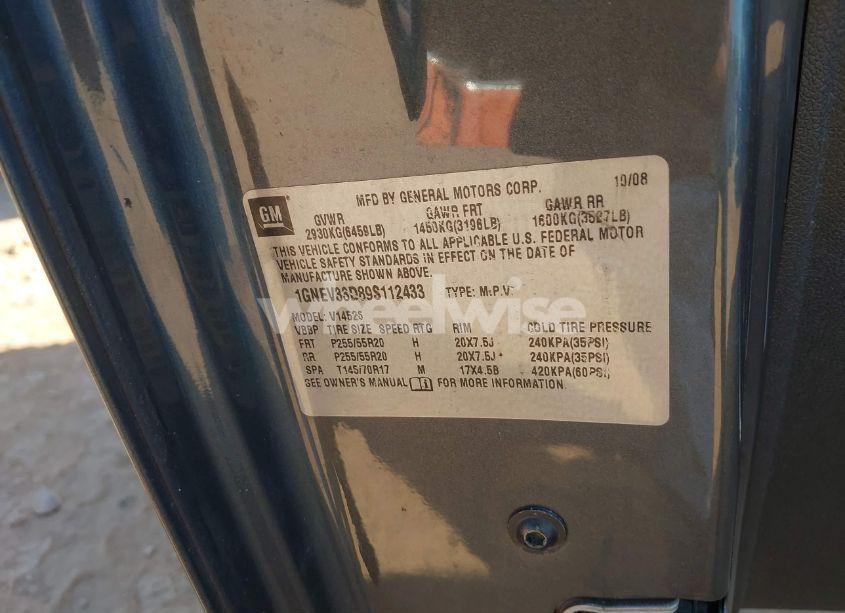 MFD BY GENERAL MOTORS CORP. 10/08
GM
GVWR GAWR FRT GAWR RR
2930KG(6459LB) 1450KG(3196LB) 1600KG(3527LB)
THIS VEHICLE CONFORMS TO ALL APPLICABLE U.S. FEDERAL MOTOR
VEHICLE SAFETY STANDARDS IN EFFECT ON THE DATE OF
MANUFACTURE SHOWN ABOVE.
TYPE: M.P.V.
wheelwise
MODEL: V14526
VBBP TIRE SIZE SPEED RTG RIM COLD TIRE PRESSURE
FRT P255/55R20 H 20X7.5J 240KPA(35PSI)
RR P255/55R20 H 20X7.5J 240KPA(35PSI)
SPA T145/70R17 M 17X4.5B 420KPA(60PSI)
SEE OWNER'S MANUAL FOR MORE INFORMATION.